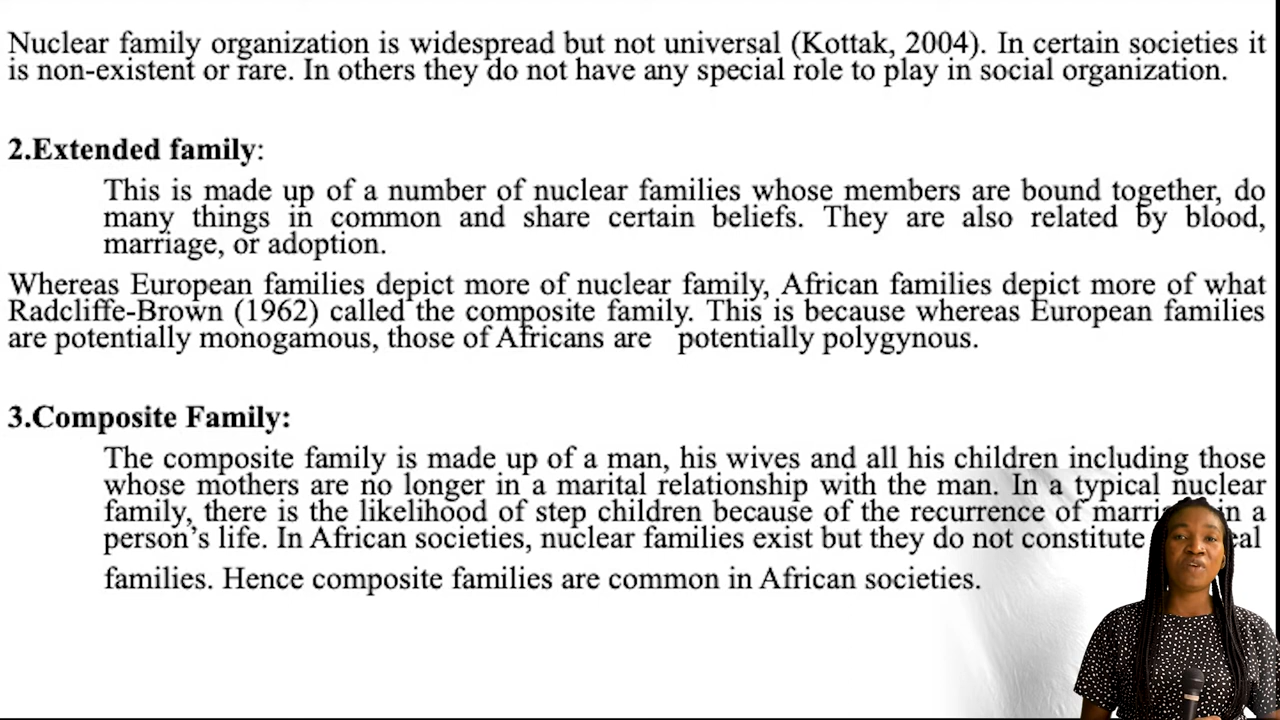 Nuclear family organization is widespread but not universal (Kottak, 2004). In certain societies it
is non-existent or rare. In others they do not have any special role to play in social organization.
2.Extended family:
This is made up of a number of nuclear families whose members are bound together, do
many things in common and share certain beliefs. They are also related by blood,
marriage, or adoption.
Whereas European families depict more of nuclear family, African families depict more of what
Radcliffe-Brown (1962) called the composite family. This is because whereas European families
are potentially monogamous, those of Africans are potentially polygynous.
3.Composite Family:
The composite family is made up of a man, his wives and all his children including those
whose mothers are no longer in a marital relationship with the man. In a typical nuclear
family, there is the likelihood of step children because of the recurrence of in a
person's life. In African societies, nuclear families exist but they do not constitute
families. Hence composite families are common in African societies.